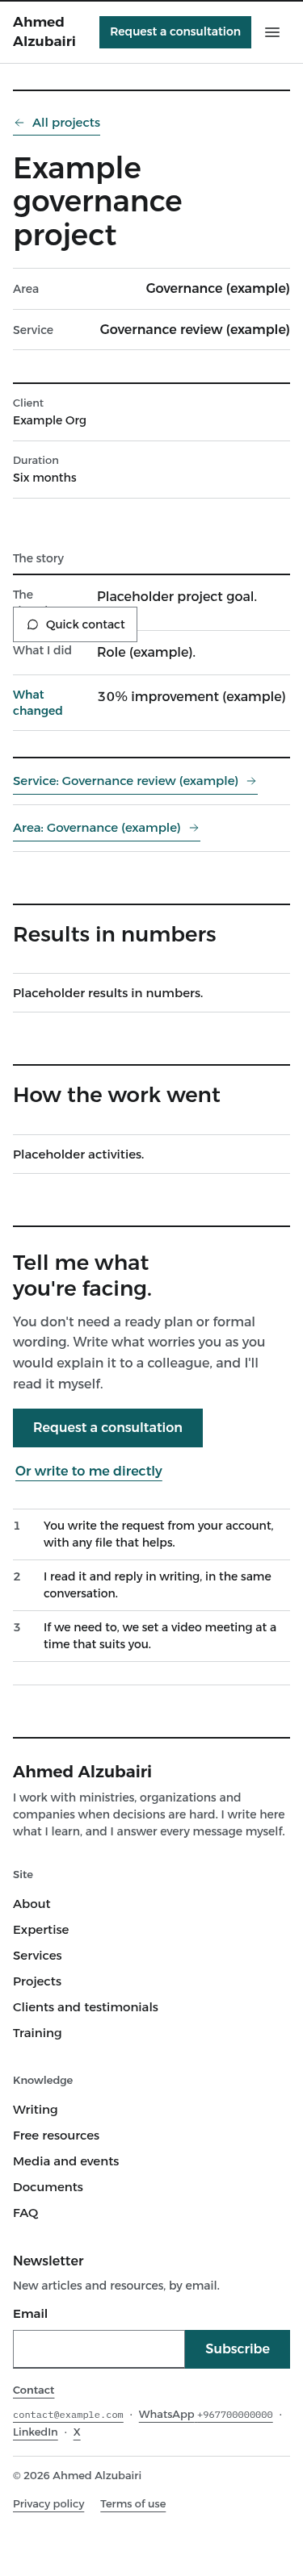 Ahmed
Alzubairi
Request a consultation
← All projects
Example
governance
project
Area
Governance (example)
Service
Governance review (example)
Client
Example Org
Duration
Six months
The story
The
Placeholder project goal.
Quick contact
What I did
Role (example).
What
changed
30% improvement (example)
Service: Governance review (example) →
Area: Governance (example) →
Results in numbers
Placeholder results in numbers.
How the work went
Placeholder activities.
Tell me what
you're facing.
You don't need a ready plan or formal
wording. Write what worries you as you
would explain it to a colleague, and I'll
read it myself.
Request a consultation
Or write to me directly
1 You write the request from your account,
with any file that helps.
2 I read it and reply in writing, in the same
conversation.
3 If we need to, we set a video meeting at a
time that suits you.
Ahmed Alzubairi
I work with ministries, organizations and
companies when decisions are hard. I write here
what I learn, and I answer every message myself.
Site
About
Expertise
Services
Projects
Clients and testimonials
Training
Knowledge
Writing
Free resources
Media and events
Documents
FAQ
Newsletter
New articles and resources, by email.
Email
Subscribe
Contact
contact@example.com · WhatsApp +967700000000 ·
LinkedIn · X
© 2026 Ahmed Alzubairi
Privacy policy Terms of use